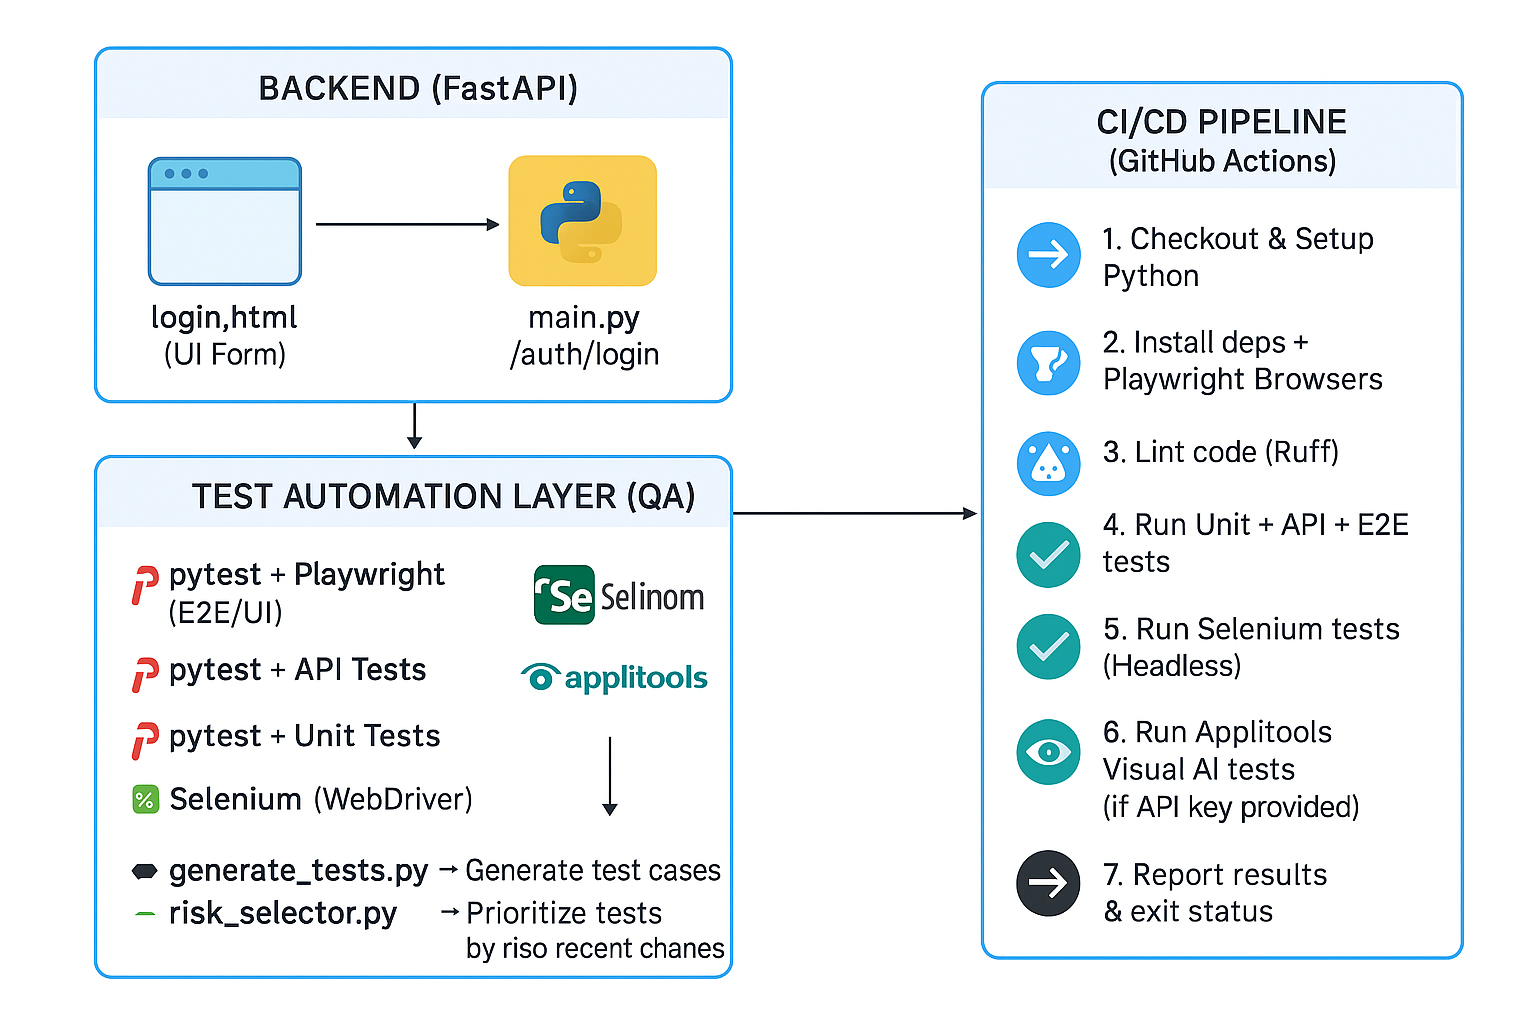 BACKEND (FastAPI)
login,html
(UI Form)
main.py
/auth/login
TEST AUTOMATION LAYER (QA)
pytest + Playwright
(E2E/UI)
pytest + API Tests
pytest + Unit Tests
Selenium (WebDriver)
Se Selinom
applitools
generate_tests.py → Generate test cases
risk_selector.py → Prioritize tests
by riso recent chanes
CI/CD PIPELINE
(GitHub Actions)
1. Checkout & Setup
Python
2. Install deps +
Playwright Browsers
3. Lint code (Ruff)
4. Run Unit + API + E2E
tests
5. Run Selenium tests
(Headless)
6. Run Applitools
Visual AI tests
(if API key provided)
7. Report results
& exit status